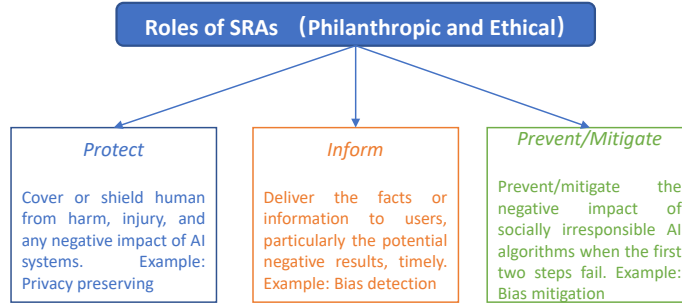 Roles of SRAs （Philanthropic and Ethical）
Protect
Cover or shield human
from harm, injury, and
any negative impact of AI
systems. Example:
Privacy preserving
Inform
Deliver the facts or
information to users,
particularly the potential
negative results, timely.
Example: Bias detection
Prevent/Mitigate
Prevent/mitigate the
negative impact of
socially irresponsible AI
algorithms when the first
two steps fail. Example:
Bias mitigation